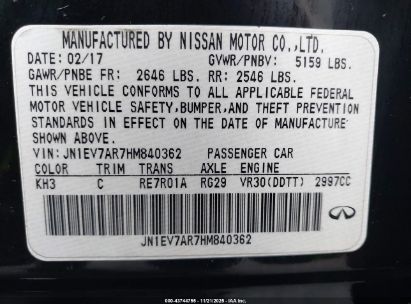 MANUFACTURED BY NISSAN MOTOR CO.,LTD.
DATE: 02/17 GVWR/PNBV: 5159 LBS.
GAWR/PNBE FR: 2646 LBS. RR: 2546 LBS.
THIS VEHICLE CONFORMS TO ALL APPLICABLE FEDERAL
MOTOR VEHICLE SAFETY,BUMPER,AND THEFT PREVENTION
STANDARDS IN EFFECT ON THE DATE OF MANUFACTURE
SHOWN ABOVE.
VIN: JN1EV7AR7HM840362 PASSENGER CAR
COLOR TRIM TRANS AXLE ENGINE
KH3 C RE7R01A RG29 VR30(DDTT) 2997CC
JN1EV7AR7HM840362